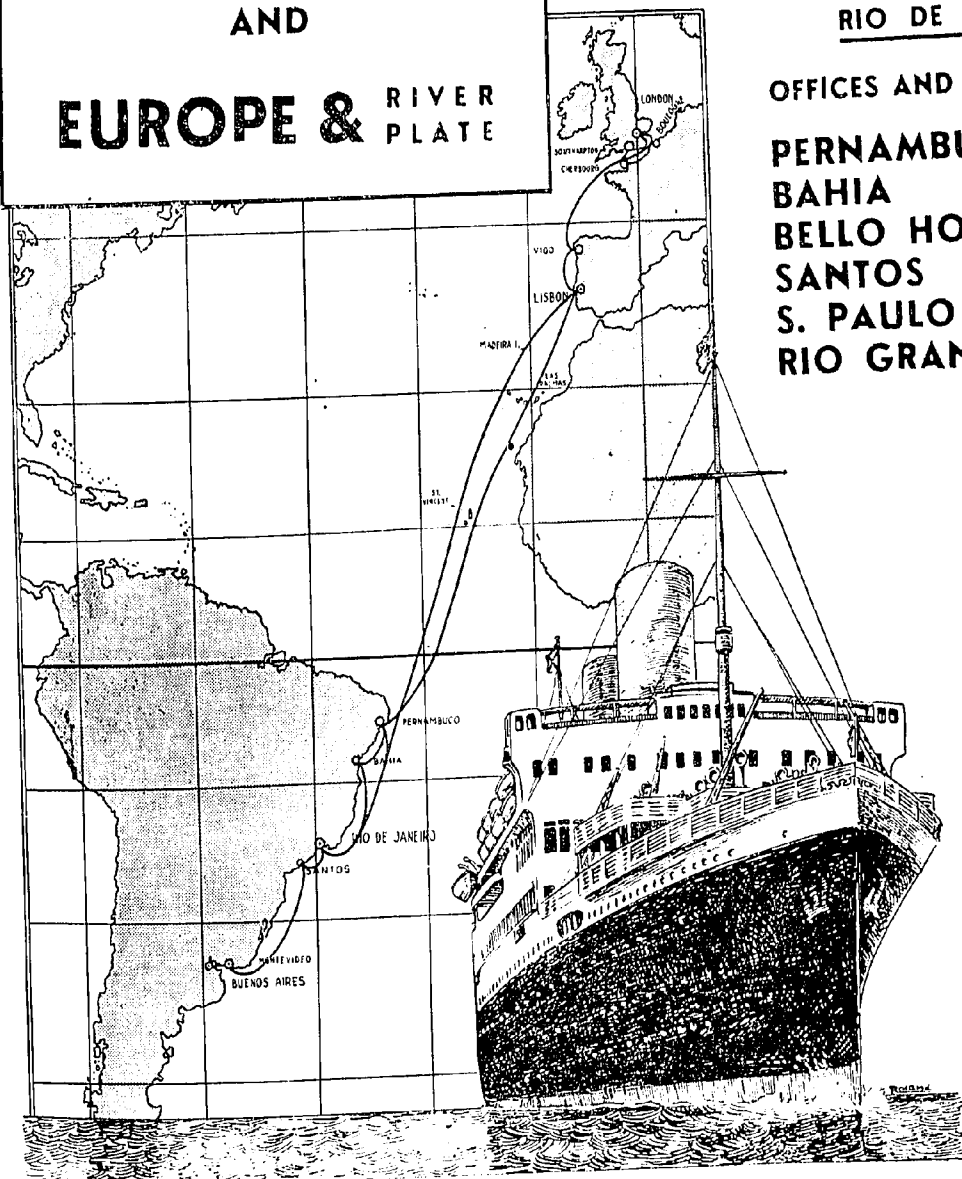 AND
EUROPE & RIVER
PLATE
RIO DE
OFFICES AND
PERNAMBU
BAHIA
BELLO HO
SANTOS
S. PAULO
RIO GRAN
LONDON
BOULOGNE
SOUTHAMPTON
CHERBOURG
VIGO
LISBON
MADEIRA I.
LAS
PALMAS
ST.
VINCENT
PERNAMBUCO
BAHIA
RIO DE JANEIRO
SANTOS
MONTEVIDEO
BUENOS AIRES